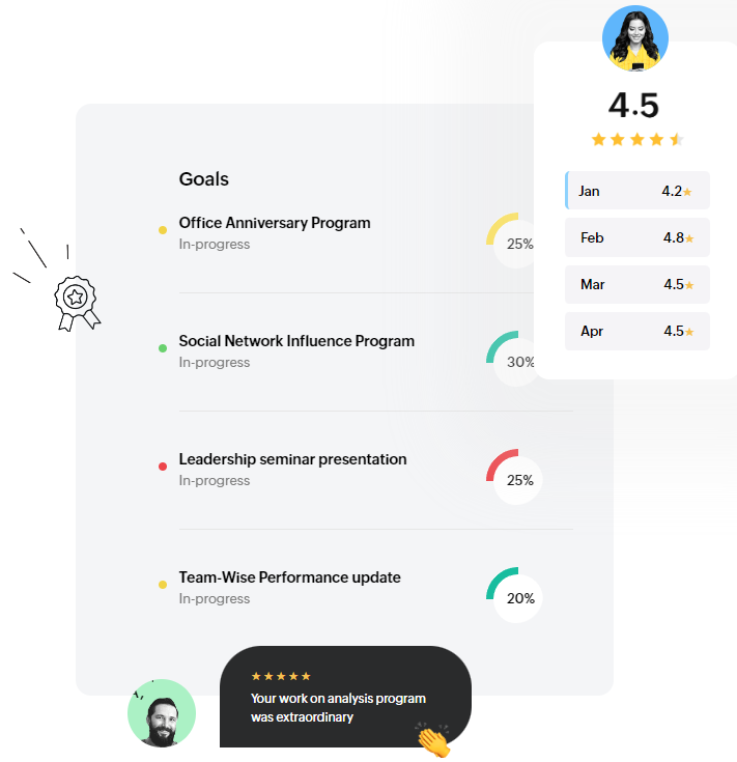 4.5
Jan 4.2
Feb 4.8
Mar 4.5
Apr 4.5
Goals
Office Anniversary Program
In-progress
25%
Social Network Influence Program
In-progress
30%
Leadership seminar presentation
In-progress
25%
Team-Wise Performance update
In-progress
20%
Your work on analysis program
was extraordinary